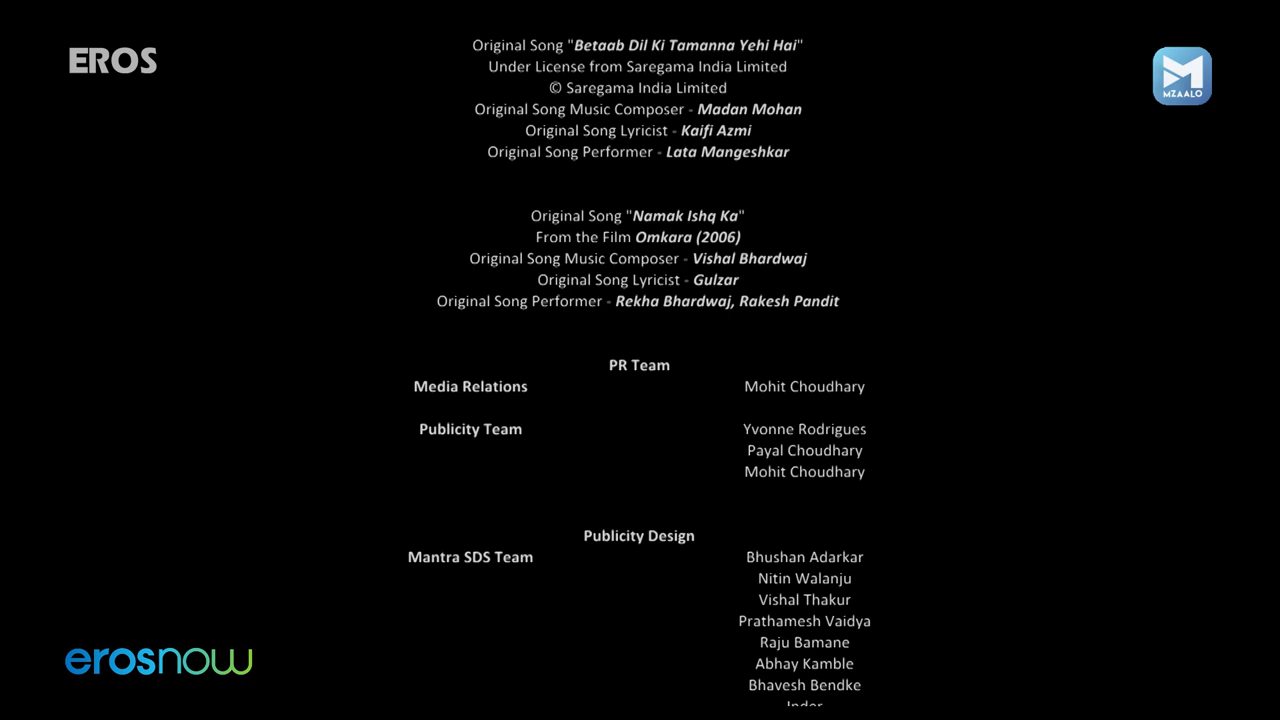 EROS
MZAALO
Original Song "Betaab Dil Ki Tamanna Yehi Hai"
Under License from Saregama India Limited
© Saregama India Limited
Original Song Music Composer - Madan Mohan
Original Song Lyricist - Kaifi Azmi
Original Song Performer - Lata Mangeshkar
Original Song "Namak Ishq Ka"
From the Film Omkara (2006)
Original Song Music Composer - Vishal Bhardwaj
Original Song Lyricist - Gulzar
Original Song Performer - Rekha Bhardwaj, Rakesh Pandit
PR Team
Media Relations Mohit Choudhary
Publicity Team Yvonne Rodrigues
Payal Choudhary
Mohit Choudhary
Publicity Design
Mantra SDS Team Bhushan Adarkar
Nitin Walanju
Vishal Thakur
Prathamesh Vaidya
Raju Bamane
Abhay Kamble
Bhavesh Bendke
erosnow